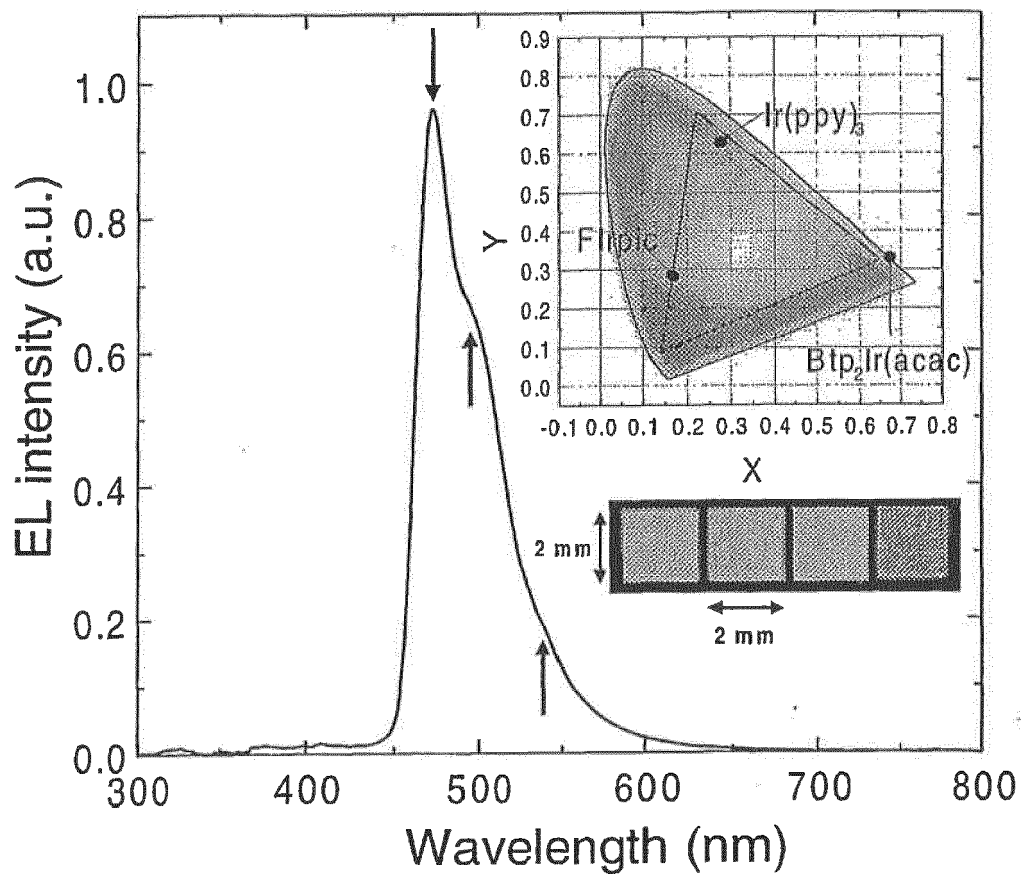 EL intensity (a.u.)
1.0
0.8
0.6
0.4
0.2
0.0
300 400 500 600 700 800
Wavelength (nm)
Y
0.9
0.8
0.7
0.6
0.5
0.4
0.3
0.2
0.1
0.0
-0.1 0.0 0.1 0.2 0.3 0.4 0.5 0.6 0.7 0.8
X
Ir(ppy)₃
FIrpic
Btp₂Ir(acac)
2 mm
2 mm